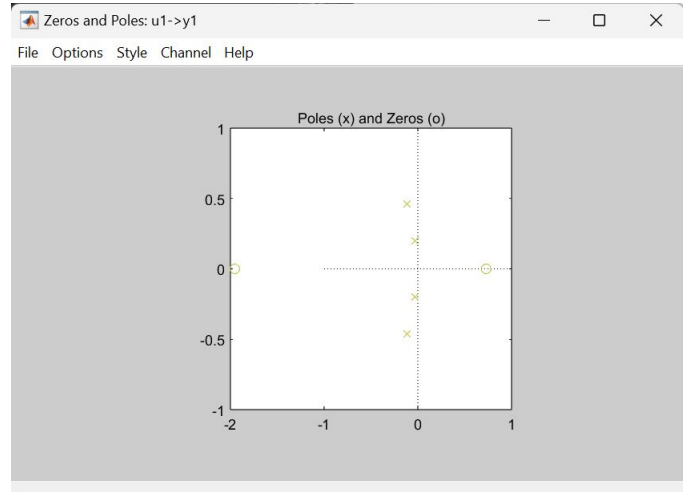 Zeros and Poles: u1->y1
File Options Style Channel Help
Poles (x) and Zeros (o)
1
0.5
0
-0.5
-1
-2 -1 0 1